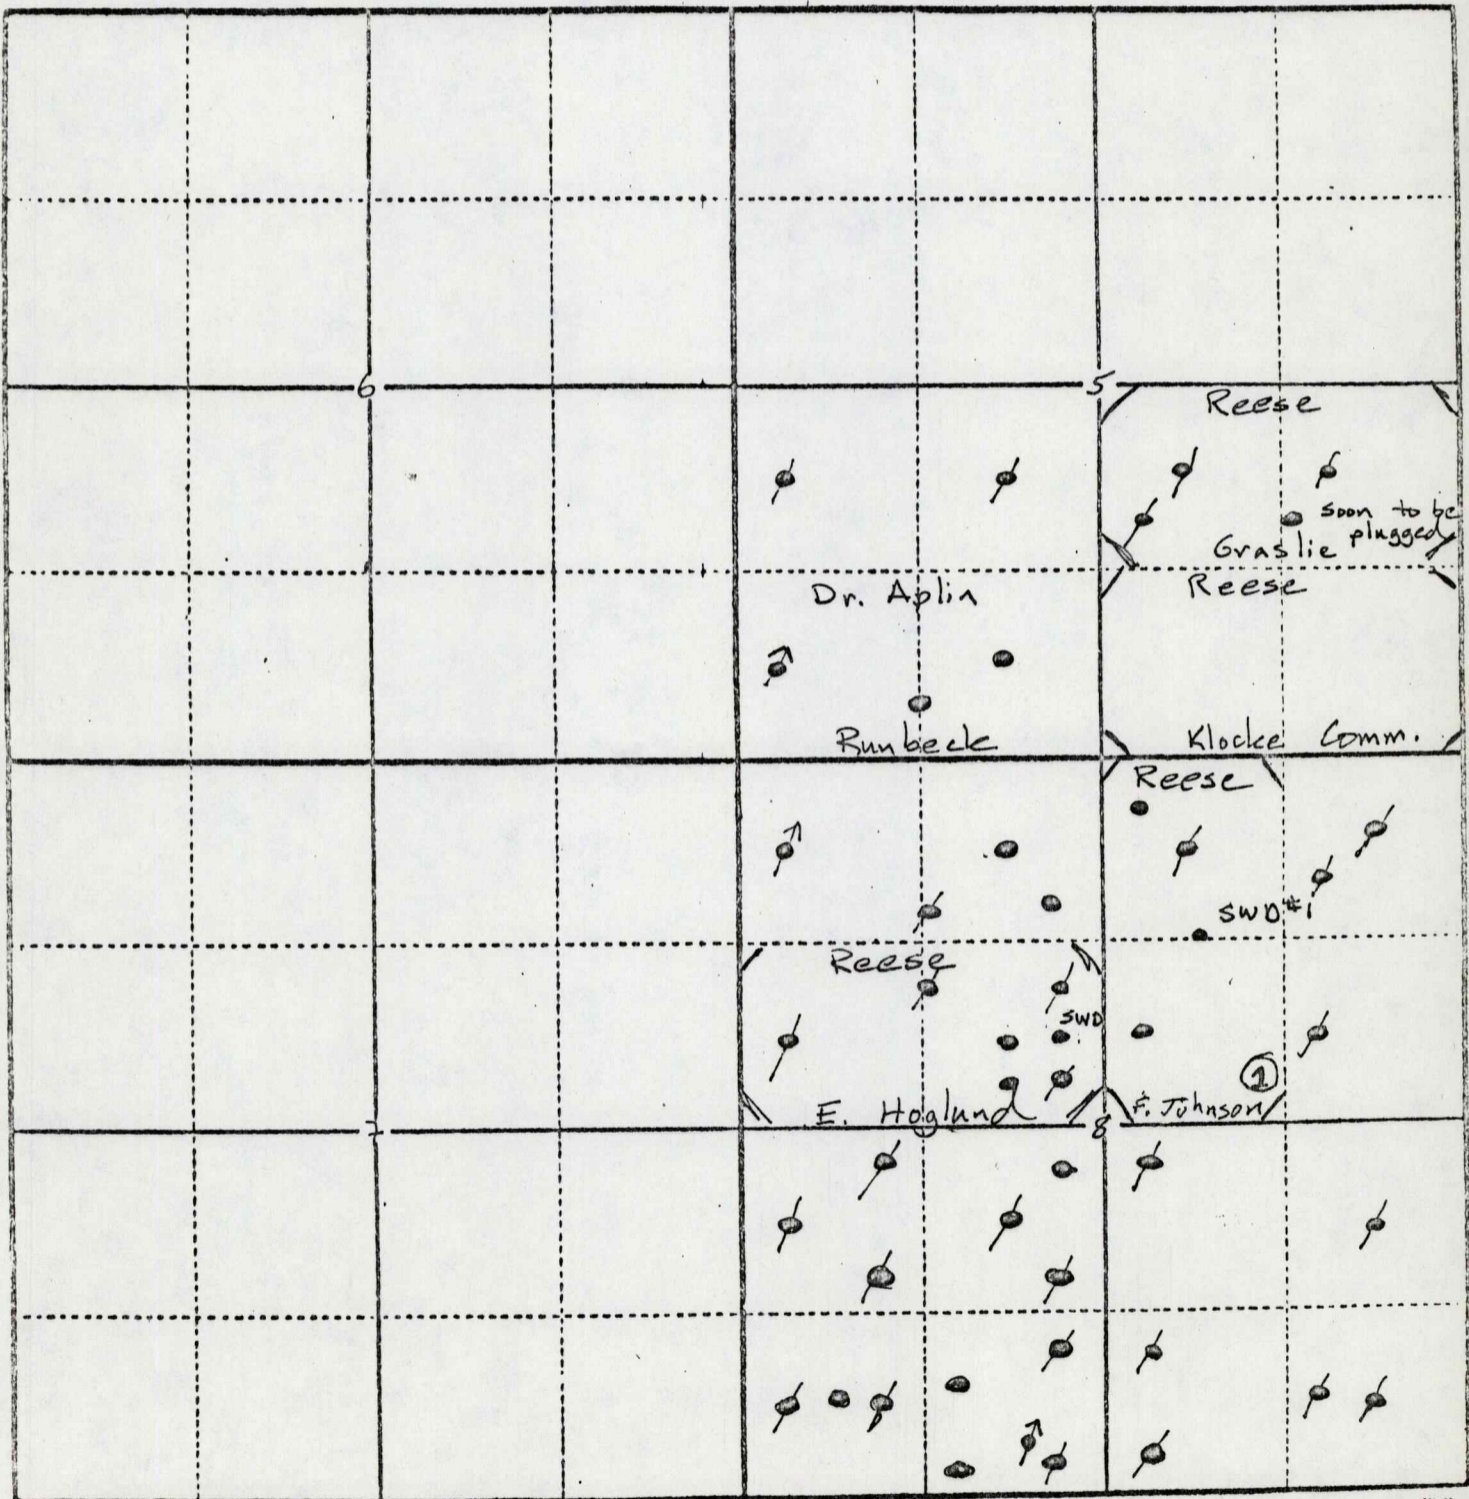 6
5
Reese
soon to be
plugged
Graslie
Dr. Aplin
Reese
Runbeck
Klocke Comm.
Reese
SWD #1
Reese
SWD
1
E. Hoglund
F. Johnson
7
8